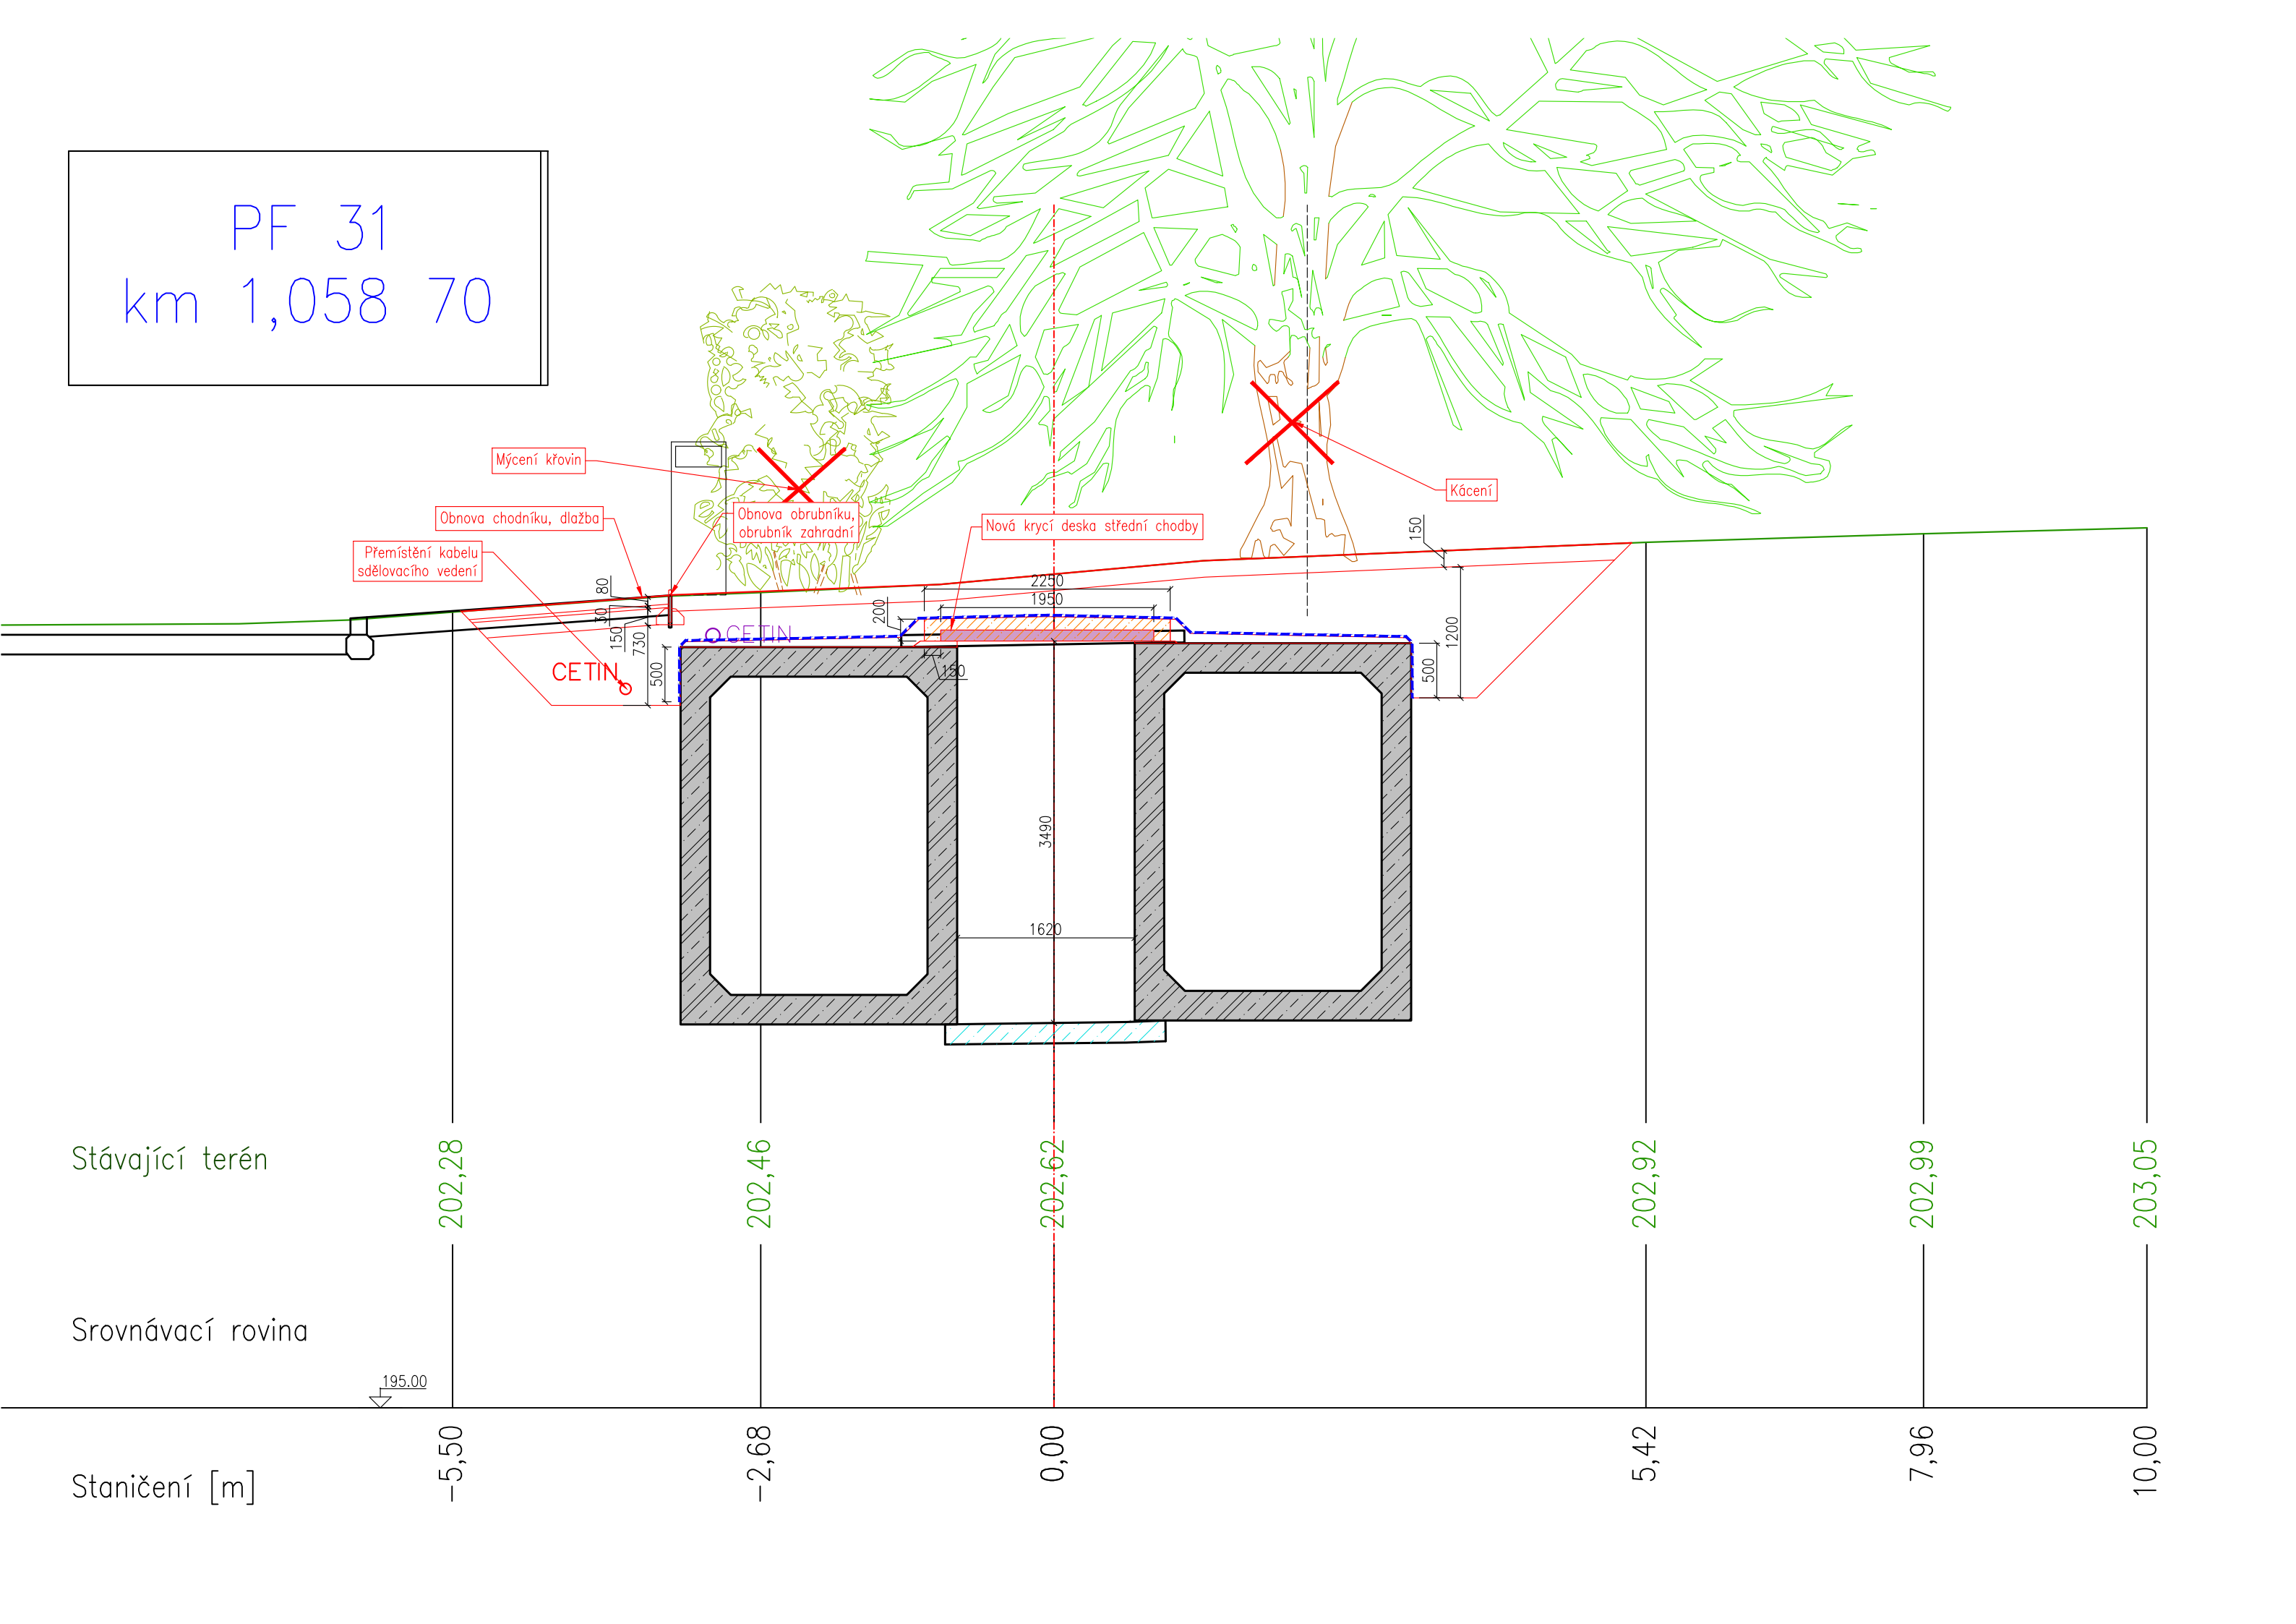 PF 31
km 1,058 70
Mýcení křovin
Kácení
Obnova chodníku, dlažba
Obnova obrubníku,
obrubník zahradní
Nová krycí deska střední chodby
Přemístění kabelu
sdělovacího vedení
150
2250
1950
200
80
30
150
730
500
CETIN
CETIN
150
1200
500
3490
1620
Stávající terén
202,28
202,46
202,62
202,92
202,99
203,05
Srovnávací rovina
195.00
Staničení [m]
-5,50
-2,68
0,00
5,42
7,96
10,00